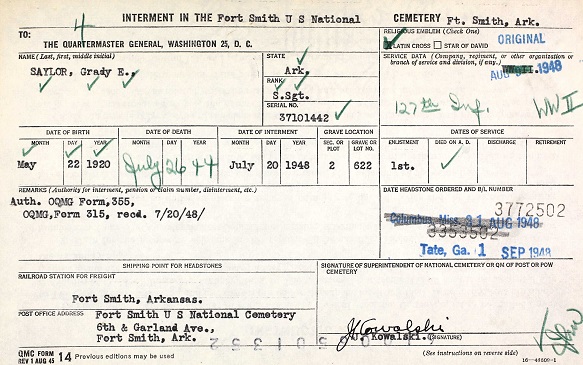 4
INTERMENT IN THE Fort Smith U S National CEMETERY Ft. Smith, Ark.
TO:
THE QUARTERMASTER GENERAL, WASHINGTON 25, D. C.
RELIGIOUS EMBLEM (Check One)
LATIN CROSS STAR OF DAVID
ORIGINAL
NAME (Last, first, middle initial)
SAYLOR, Grady E.,
STATE
Ark.
RANK
S.Sgt.
SERIAL NO.
37101442
SERVICE DATA (Company, regiment, or other organization or branch of service and division, if any.)
AUG 1948
127th Inf. WW II
DATE OF BIRTH DATE OF DEATH DATE OF INTERMENT GRAVE LOCATION DATES OF SERVICE
MONTH DAY YEAR MONTH DAY YEAR MONTH DAY YEAR SEC. OR PLOT GRAVE OR LOT NO. ENLISTMENT DIED ON A.D. DISCHARGE RETIREMENT
May 22 1920 July 26 44 July 20 1948 2 622 1st.
REMARKS (Authority for interment, pension or claim number, disinterment, etc.)
Auth. OQMG Form,355,
OQMG,Form 315, recd. 7/20/48/
DATE HEADSTONE ORDERED AND B/L NUMBER
3772502
Columbus, Miss. 31 AUG 1948
3353502
Tate, Ga. 1 SEP 1948
SHIPPING POINT FOR HEADSTONES
RAILROAD STATION FOR FREIGHT
Fort Smith, Arkansas.
POST OFFICE ADDRESS Fort Smith U S National Cemetery
6th & Garland Ave.,
Fort Smith, Ark.
SIGNATURE OF SUPERINTENDENT OF NATIONAL CEMETERY OR QM OF POST OR POW CEMETERY
J Kowalski
J. Kowalski. (SIGNATURE)
QMC FORM
REV 1 AUG 45 14 Previous editions may be used
(See instructions on reverse side)